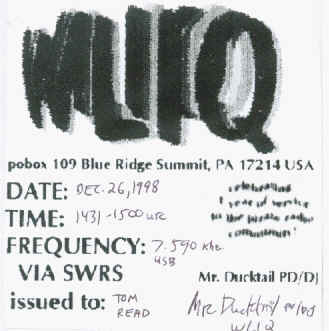 WLIQ
pobox 109 Blue Ridge Summit, PA 17214 USA
DATE: DEC. 26, 1998
celebrating
1 year of service
to the pirate radio
community!
TIME: 1431-1500 UTC
FREQUENCY: 7.590 khz
USB
VIA SWRS
Mr. Ducktail PD/DJ
issued to: TOM
READ
Mr. Ducktail
WLIQ